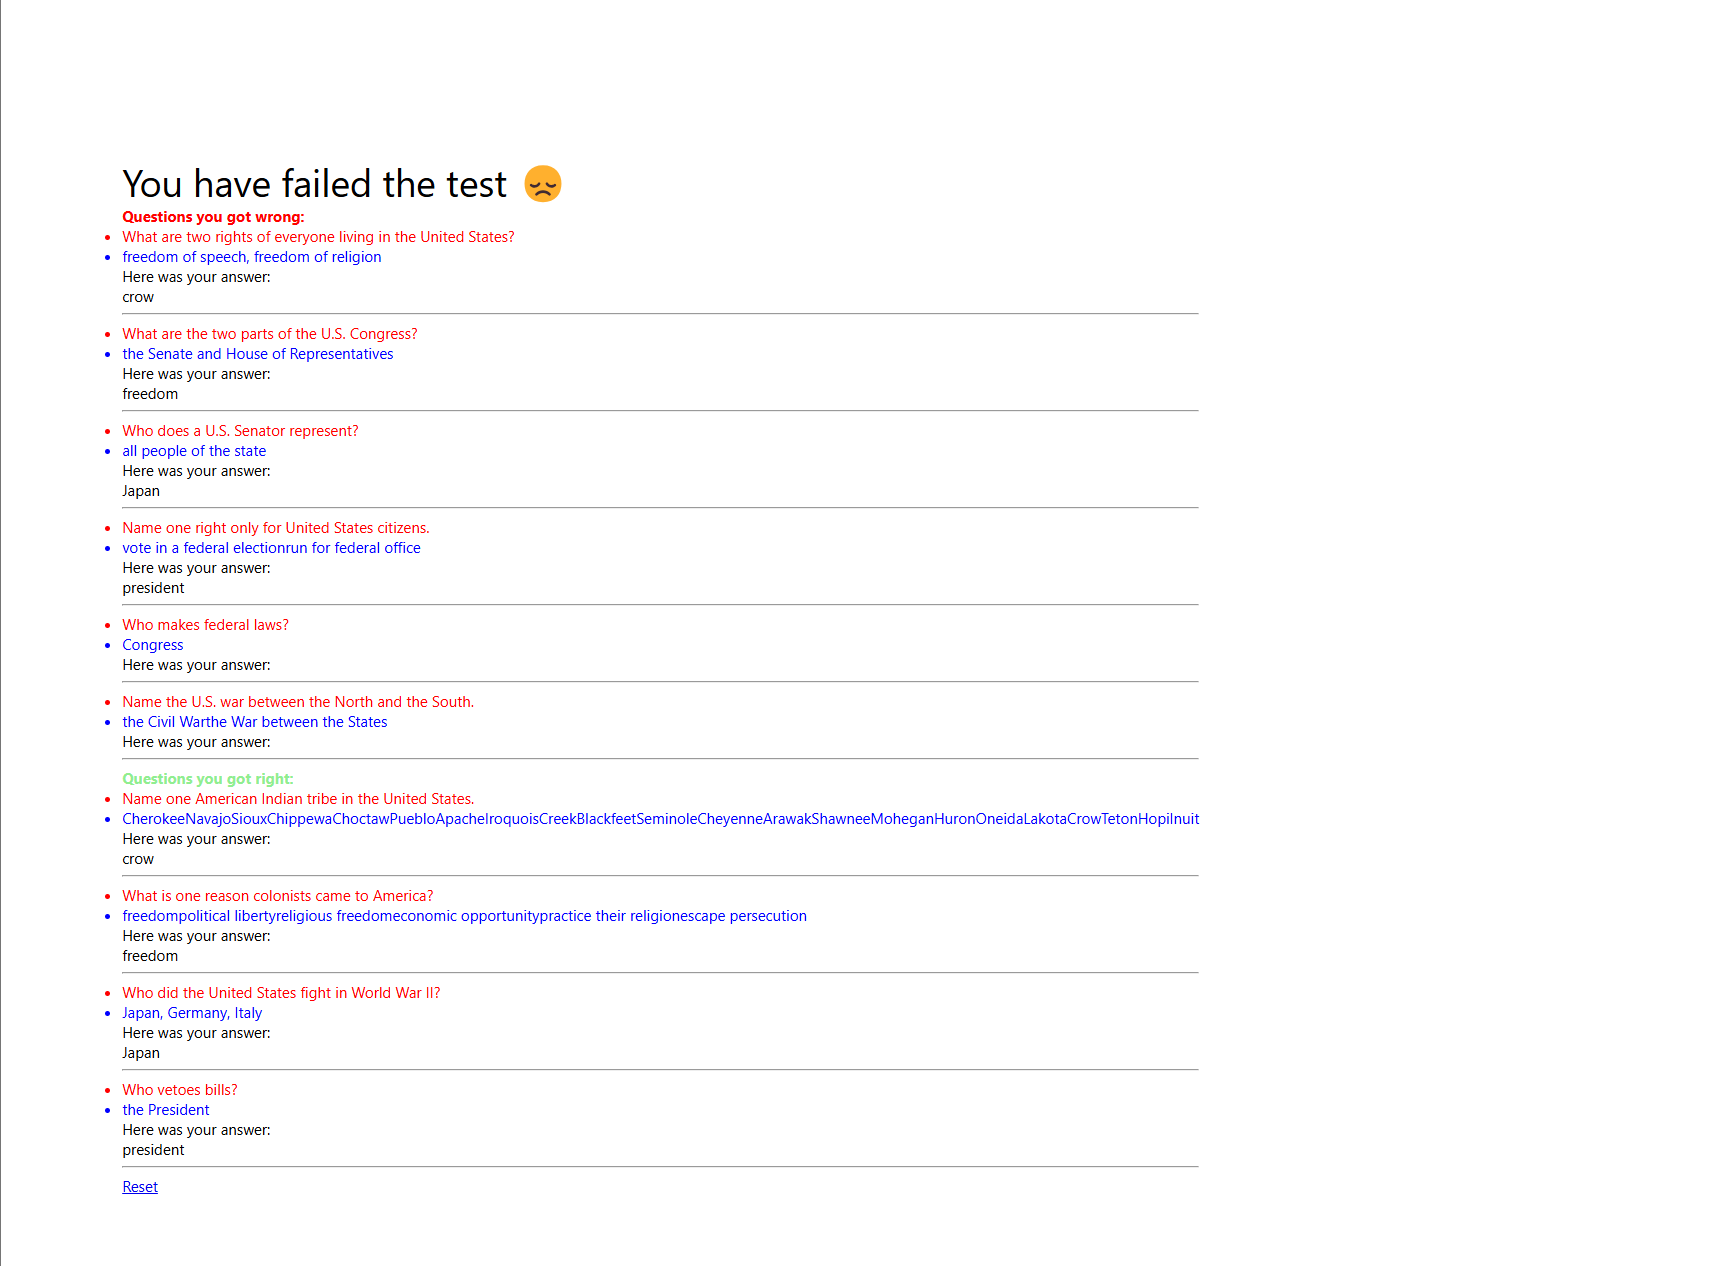 You have failed the test 😞
Questions you got wrong:
What are two rights of everyone living in the United States?
freedom of speech, freedom of religion
Here was your answer:
crow
What are the two parts of the U.S. Congress?
the Senate and House of Representatives
Here was your answer:
freedom
Who does a U.S. Senator represent?
all people of the state
Here was your answer:
Japan
Name one right only for United States citizens.
vote in a federal electionrun for federal office
Here was your answer:
president
Who makes federal laws?
Congress
Here was your answer:
Name the U.S. war between the North and the South.
the Civil Warthe War between the States
Here was your answer:
Questions you got right:
Name one American Indian tribe in the United States.
CherokeeNavajoSiouxChippewaChoctawPuebloApacheIroquoisCreekBlackfeetSeminoleCheyenneArawakShawneeMoheganHuronOneidaLakotaCrowTetonHopiInuit
Here was your answer:
crow
What is one reason colonists came to America?
freedompolitical libertyreligious freedomeconomic opportunitypractice their religionescape persecution
Here was your answer:
freedom
Who did the United States fight in World War II?
Japan, Germany, Italy
Here was your answer:
Japan
Who vetoes bills?
the President
Here was your answer:
president
Reset